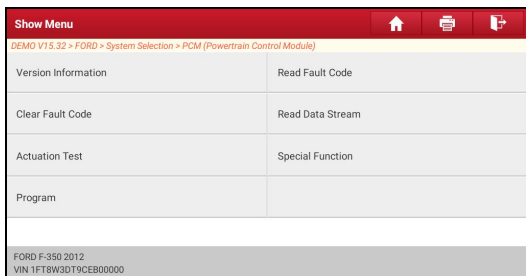 Show Menu
DEMO V15.32 > FORD > System Selection > PCM (Powertrain Control Module)
Version Information
Read Fault Code
Clear Fault Code
Read Data Stream
Actuation Test
Special Function
Program
FORD F-350 2012
VIN 1FT8W3DT9CEB00000